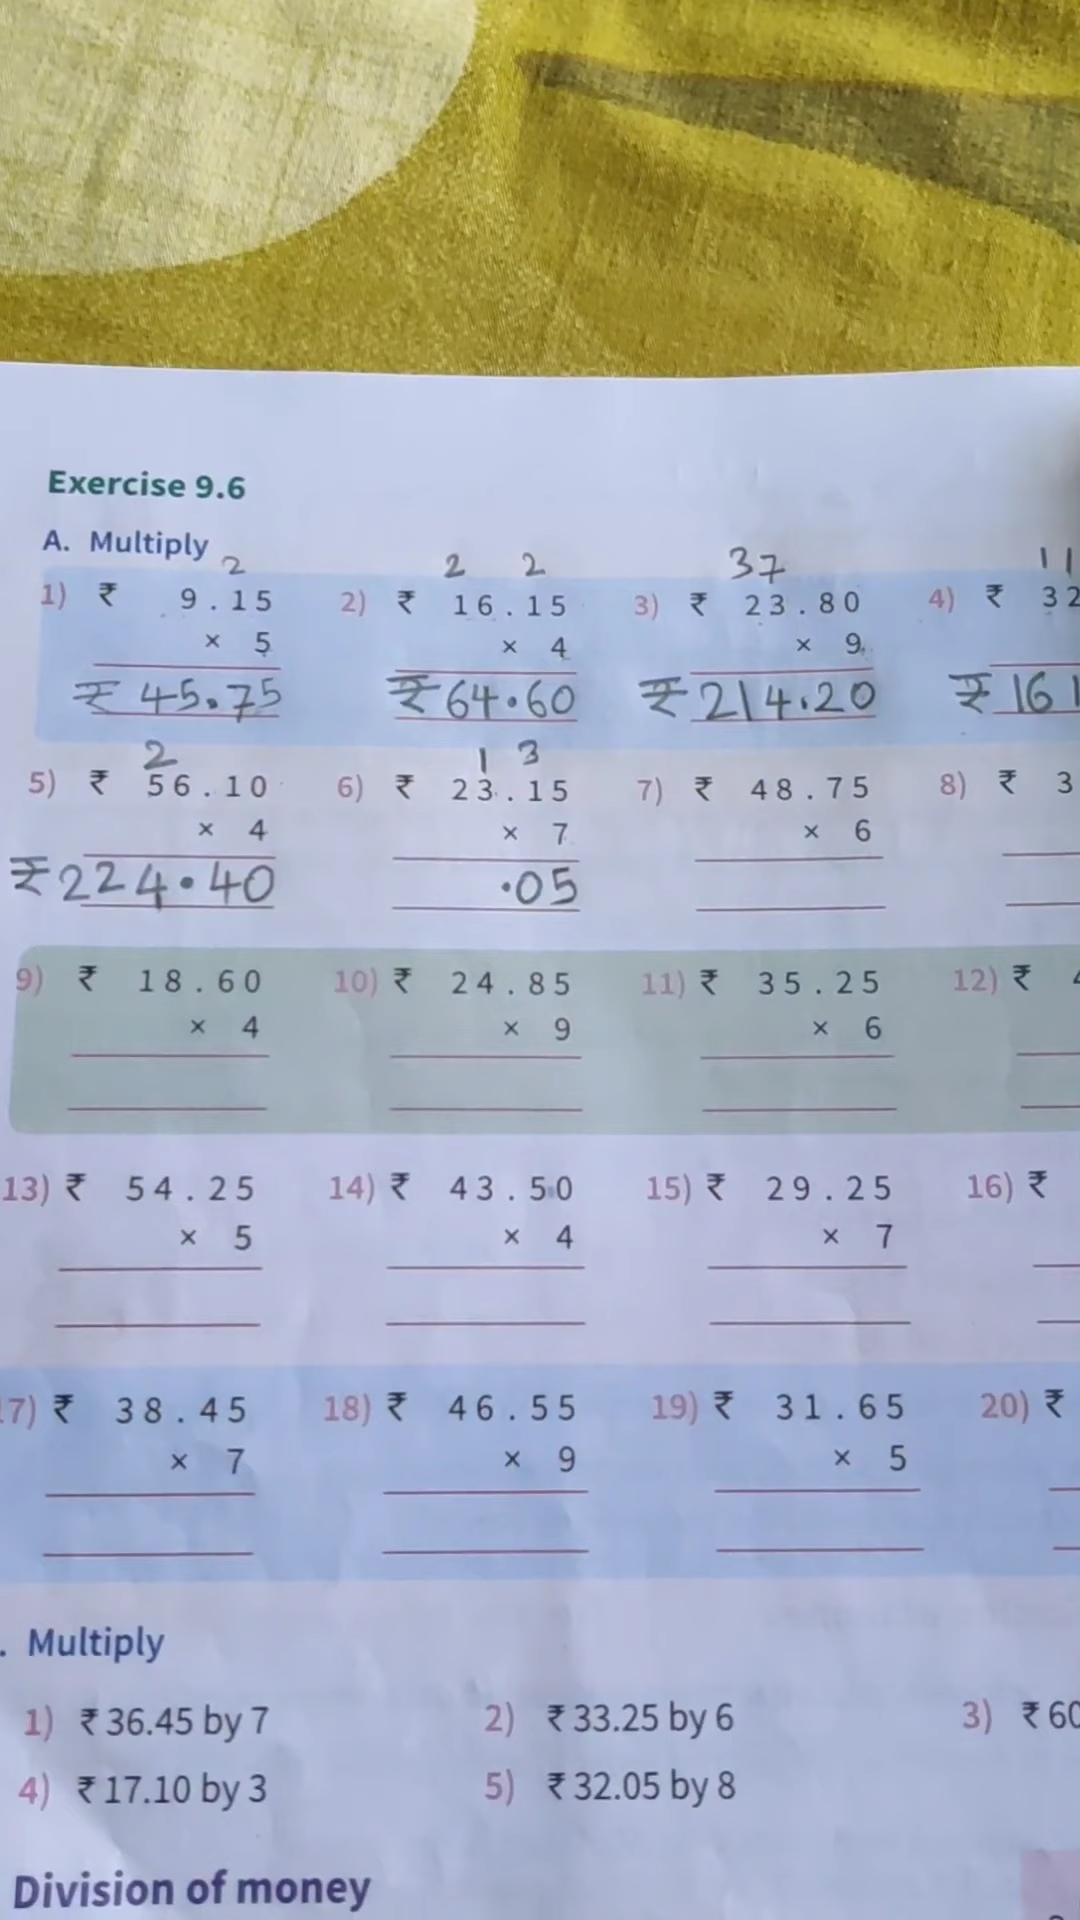 Exercise 9.6
A. Multiply
2 2 2 3 7 1 1
1) ₹ 9.15 2) ₹ 16.15 3) ₹ 23.80 4) ₹ 32
× 5 × 4 × 9
₹ 45.75 ₹ 64.60 ₹ 214.20 ₹ 161
2 1 3
5) ₹ 56.10 6) ₹ 23.15 7) ₹ 48.75 8) ₹ 3
× 4 × 7 × 6
₹ 224.40 .05
9) ₹ 18.60 10) ₹ 24.85 11) ₹ 35.25 12) ₹
× 4 × 9 × 6
13) ₹ 54.25 14) ₹ 43.50 15) ₹ 29.25 16) ₹
× 5 × 4 × 7
7) ₹ 38.45 18) ₹ 46.55 19) ₹ 31.65 20) ₹
× 7 × 9 × 5
. Multiply
1) ₹ 36.45 by 7 2) ₹ 33.25 by 6 3) ₹ 60
4) ₹ 17.10 by 3 5) ₹ 32.05 by 8
Division of money